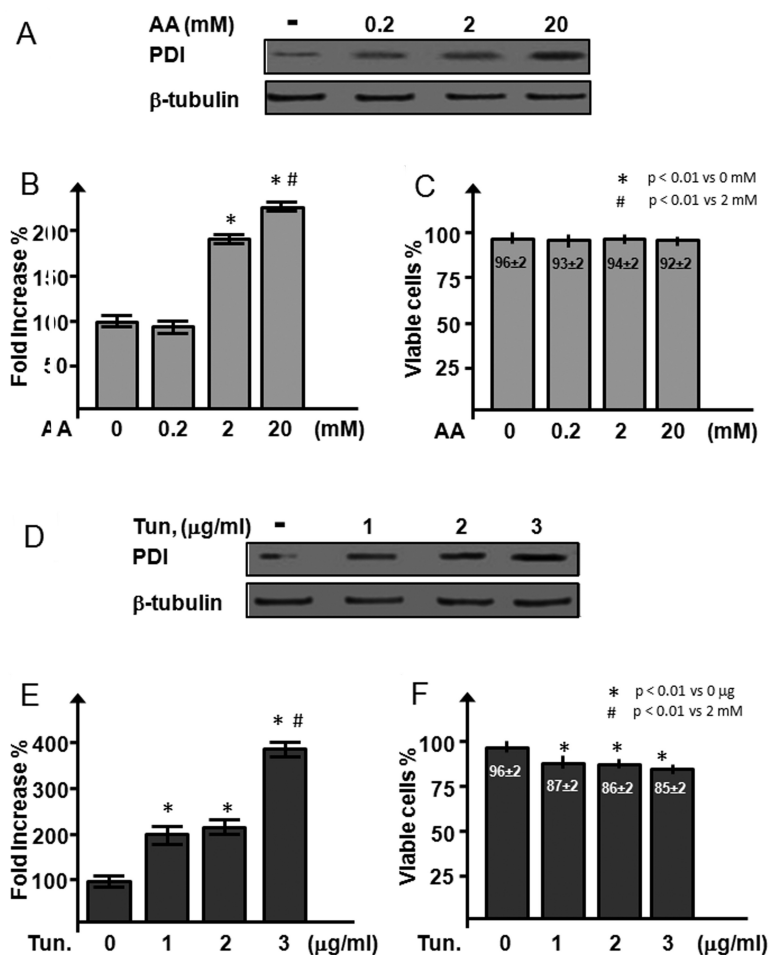 A
AA (mM) - 0.2 2 20
PDI
β-tubulin
B
Fold Increase %
200
150
100
50
* * #
AA 0 0.2 2 20 (mM)
C
* p < 0.01 vs 0 mM
# p < 0.01 vs 2 mM
Viable cells %
100
75
50
25
96±2 93±2 94±2 92±2
AA 0 0.2 2 20 (mM)
D
Tun, (μg/ml) - 1 2 3
PDI
β-tubulin
E
Fold Increase %
400
300
200
100
* * * #
Tun. 0 1 2 3 (μg/ml)
F
* p < 0.01 vs 0 μg
# p < 0.01 vs 2 mM
Viable cells %
100
75
50
25
* * *
96±2 87±2 86±2 85±2
Tun. 0 1 2 3 (μg/ml)